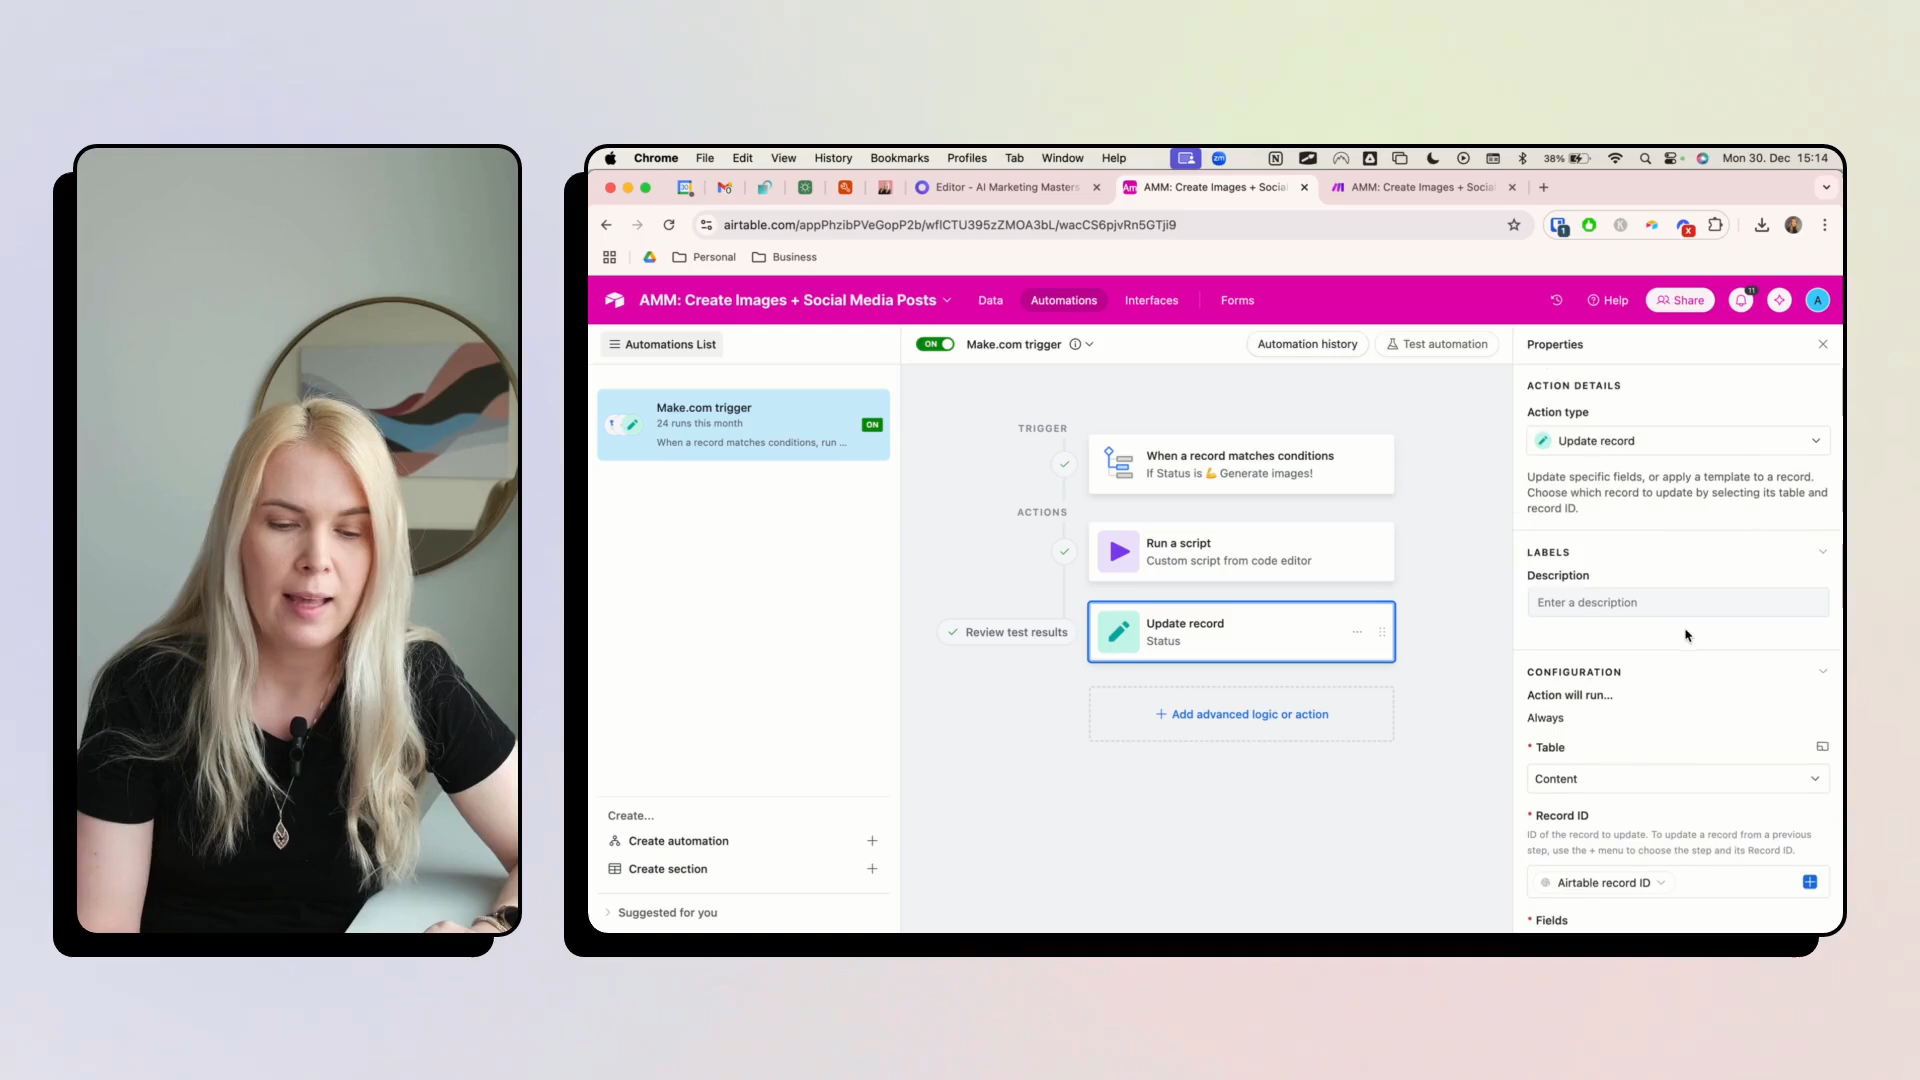 Chrome File Edit View History Bookmarks Profiles Tab Window Help zm 38% Mon 30. Dec 15:14
Editor - AI Marketing Masters AMM: Create Images + Socia AMM: Create Images + Socia
airtable.com/appPhzibPVeGopP2b/wflCTU395zZMOA3bL/wacCS6pjvRn5GTji9
Personal Business
AMM: Create Images + Social Media Posts Data Automations Interfaces Forms Help Share 11 A
Automations List
ON Make.com trigger
Automation history Test automation
Properties
Make.com trigger
24 runs this month
When a record matches conditions, run ...
ON
Create...
Create automation
Create section
Suggested for you
TRIGGER
When a record matches conditions
If Status is 💪 Generate images!
ACTIONS
Run a script
Custom script from code editor
Review test results
Update record
Status
+ Add advanced logic or action
ACTION DETAILS
Action type
Update record
Update specific fields, or apply a template to a record.
Choose which record to update by selecting its table and
record ID.
LABELS
Description
Enter a description
CONFIGURATION
Action will run...
Always
* Table
Content
* Record ID
ID of the record to update. To update a record from a previous
step, use the + menu to choose the step and its Record ID.
Airtable record ID
* Fields